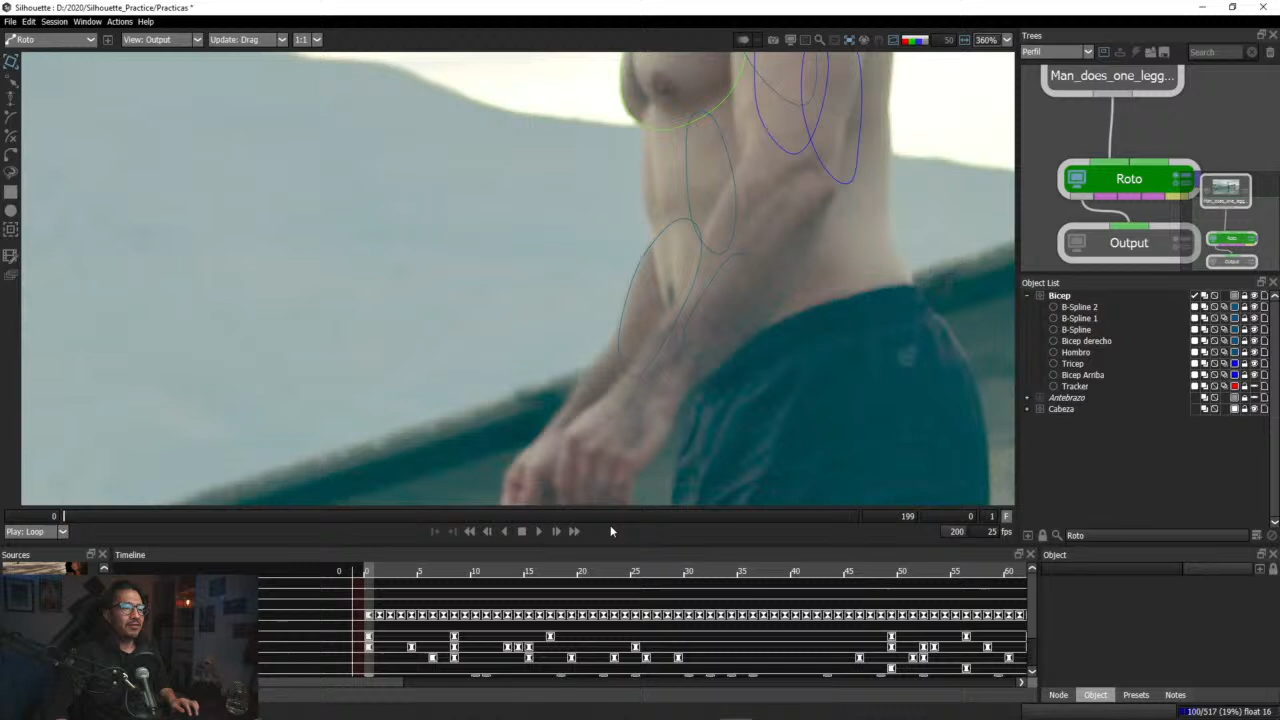 Silhouette : D:/2020/Silhouette_Practice/Practicas *
File Edit Session Window Actions Help
Roto View: Output Update: Drag 1:1 50 360%
Trees
Perfil Search
Man_does_one_legg...
Roto
Output
Object List
Bicep
B-Spline 2
B-Spline 1
B-Spline
Bicep derecho
Hombro
Tricep
Bicep Arriba
Tracker
Antebrazo
Cabeza
0 199 0 1 F
Play: Loop 200 25 fps
Roto
Sources Timeline Object
0 0 5 10 15 20 25 30 35 40 45 50 55 60
Node Object Presets Notes
100/517 (19%) float 16